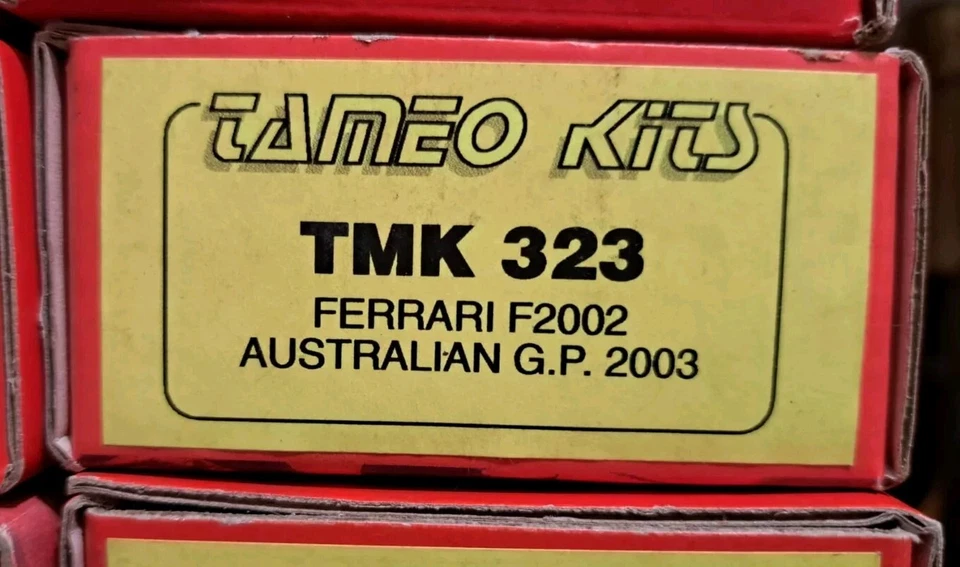 TAMEO KITS
TMK 323
FERRARI F2002
AUSTRALIAN G.P. 2003